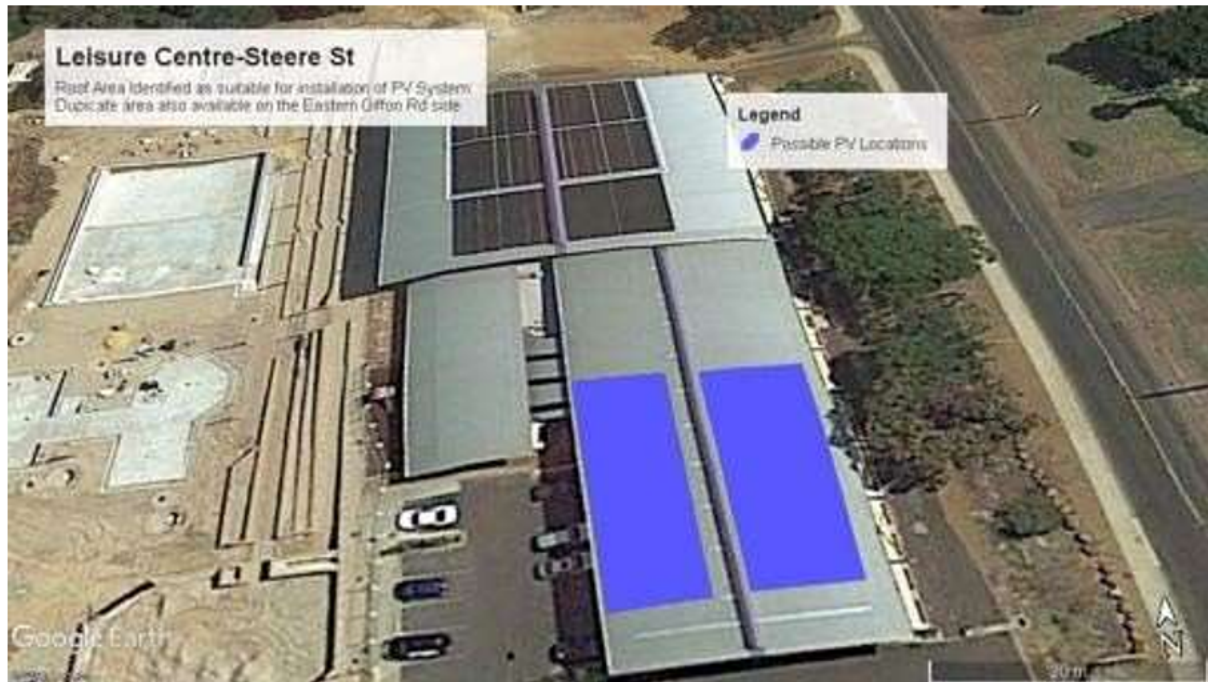 Leisure Centre-Steere St
Roof Area Identified as suitable for installation of PV System
Duplicate area also available on the Eastern Giffon Rd side
Legend
Possible PV Locations
Google Earth
N
20 m